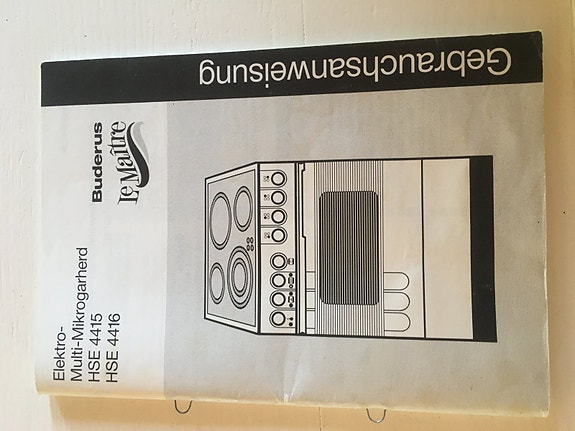 Elektro-
Multi-Mikrogarherd
HSE 4415
HSE 4416
Buderus
Le Maître
Gebrauchsanweisung